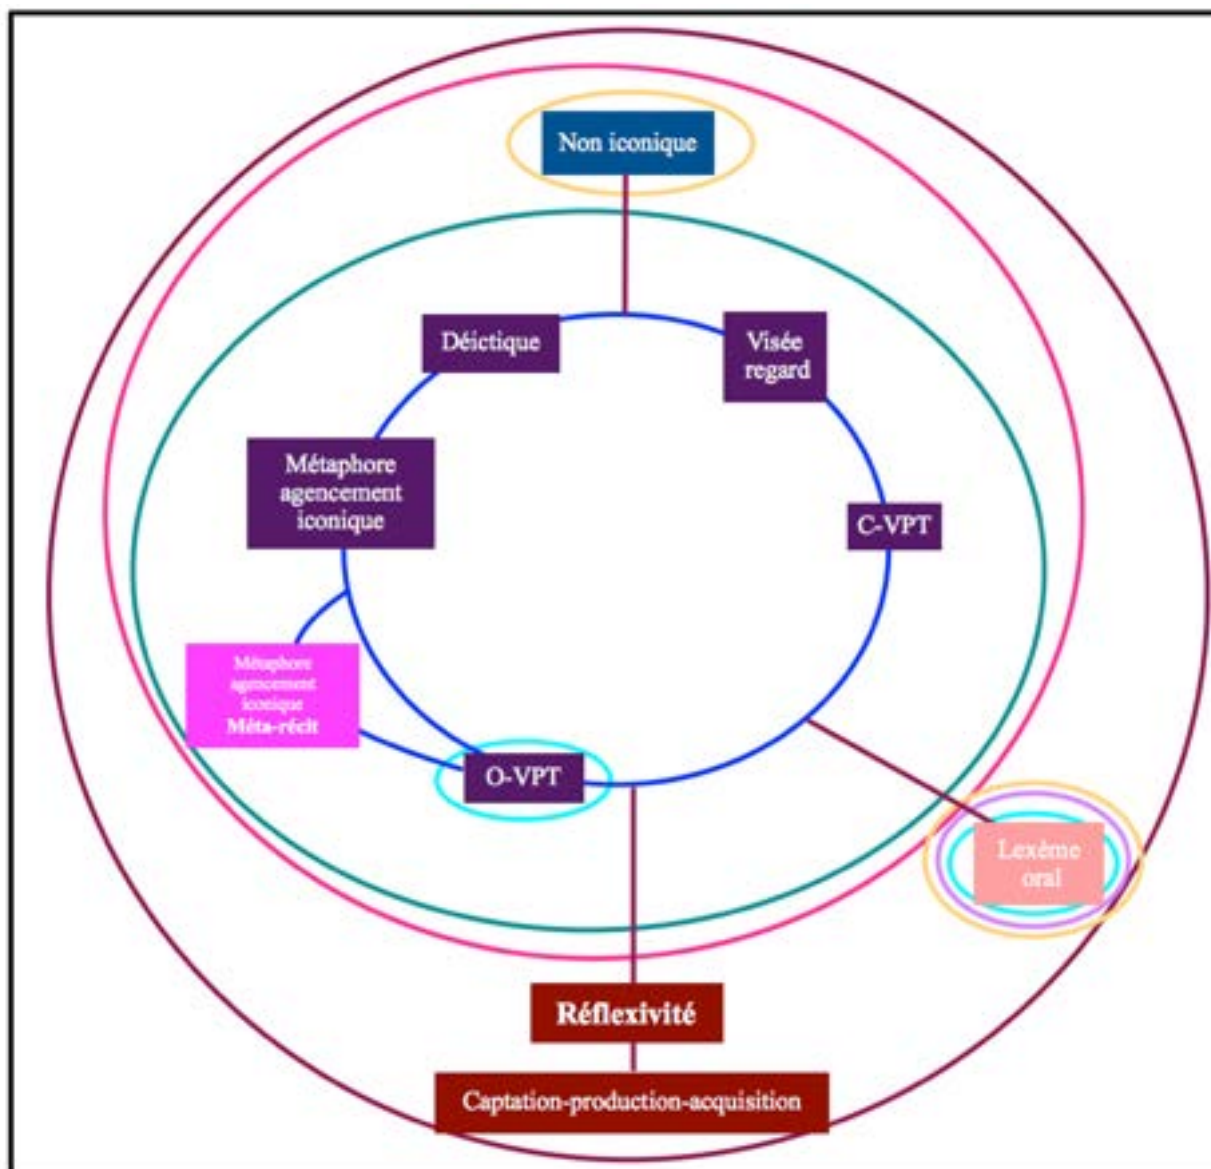 Non iconique
Déictique
Visée
regard
Métaphore
agencement
iconique
C-VPT
Métaphore
agencement
iconique
Méta-récit
O-VPT
Lexème
oral
Réflexivité
Captation-production-acquisition